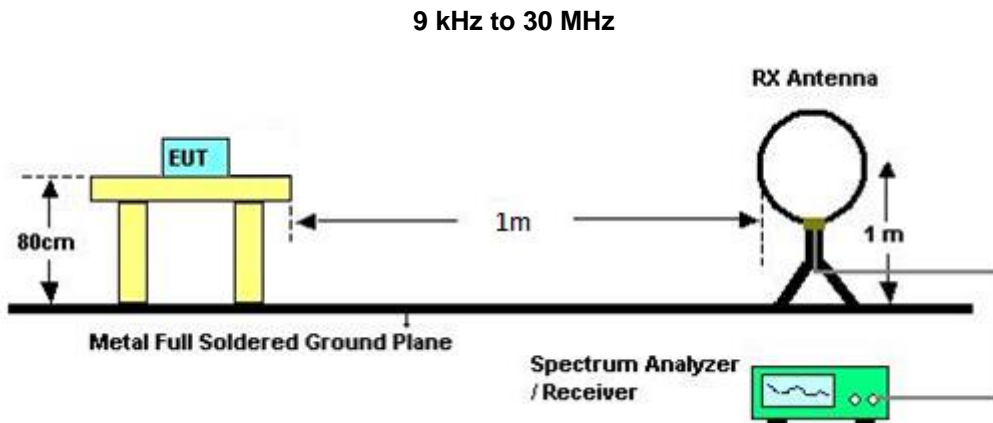 9 kHz to 30 MHz
RX Antenna
EUT
80cm
1m
1 m
Metal Full Soldered Ground Plane
Spectrum Analyzer
/ Receiver